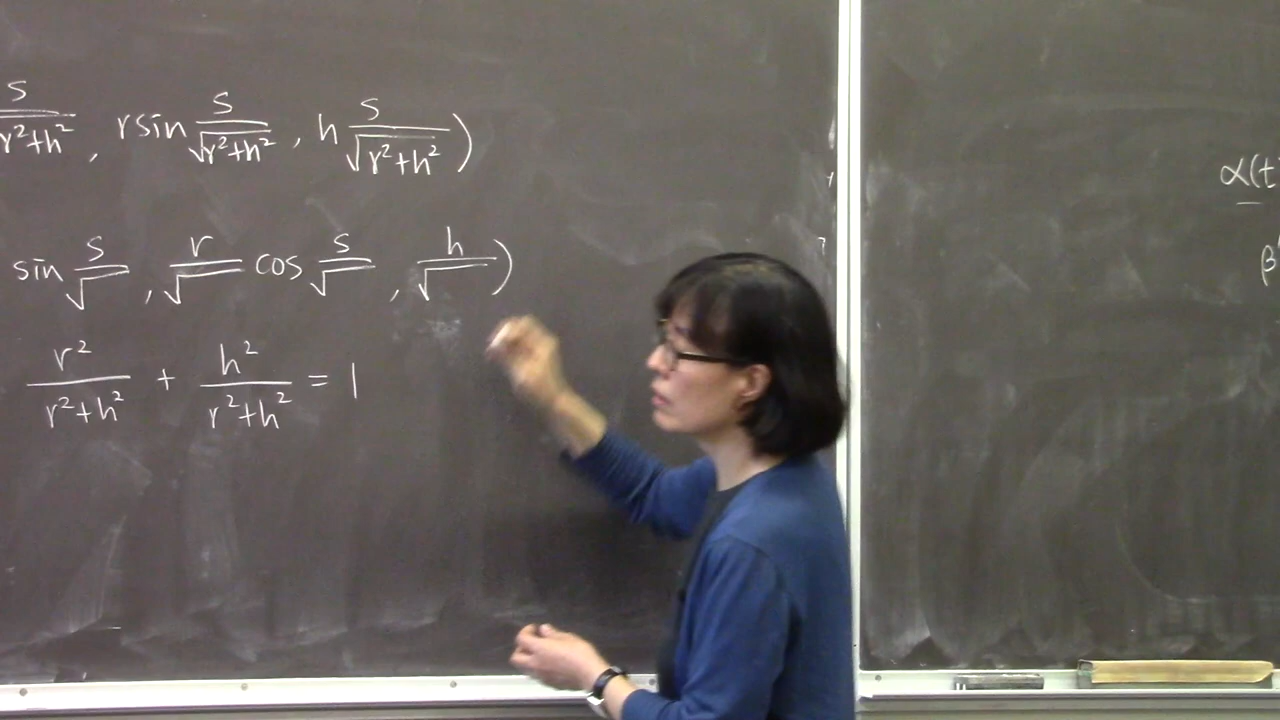 s/√(r²+h²), r sin s/√(r²+h²), h s/√(r²+h²))
sin s/√, r/√ cos s/√, h/√)
r²/(r²+h²) + h²/(r²+h²) = 1
α(t
β'